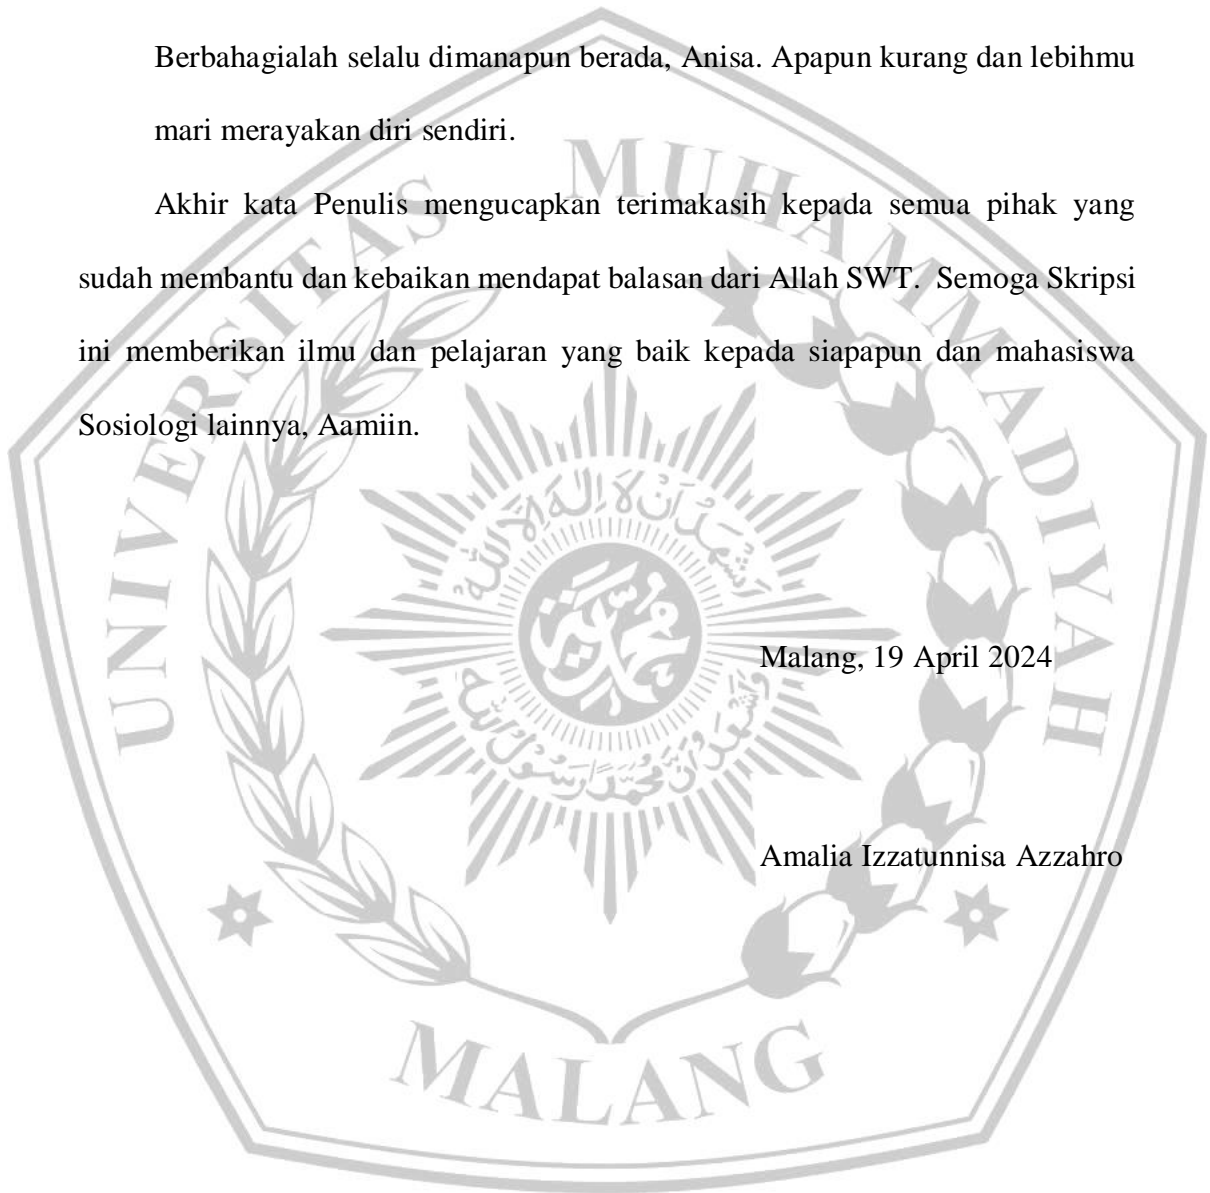 Berbahagialah selalu dimanapun berada, Anisa. Apapun kurang dan lebihmu
mari merayakan diri sendiri.
Akhir kata Penulis mengucapkan terimakasih kepada semua pihak yang
sudah membantu dan kebaikan mendapat balasan dari Allah SWT. Semoga Skripsi
ini memberikan ilmu dan pelajaran yang baik kepada siapapun dan mahasiswa
Sosiologi lainnya, Aamiin.
Malang, 19 April 2024
Amalia Izzatunnisa Azzahro
UNIVERSITAS MUHAMMADIYAH
MALANG